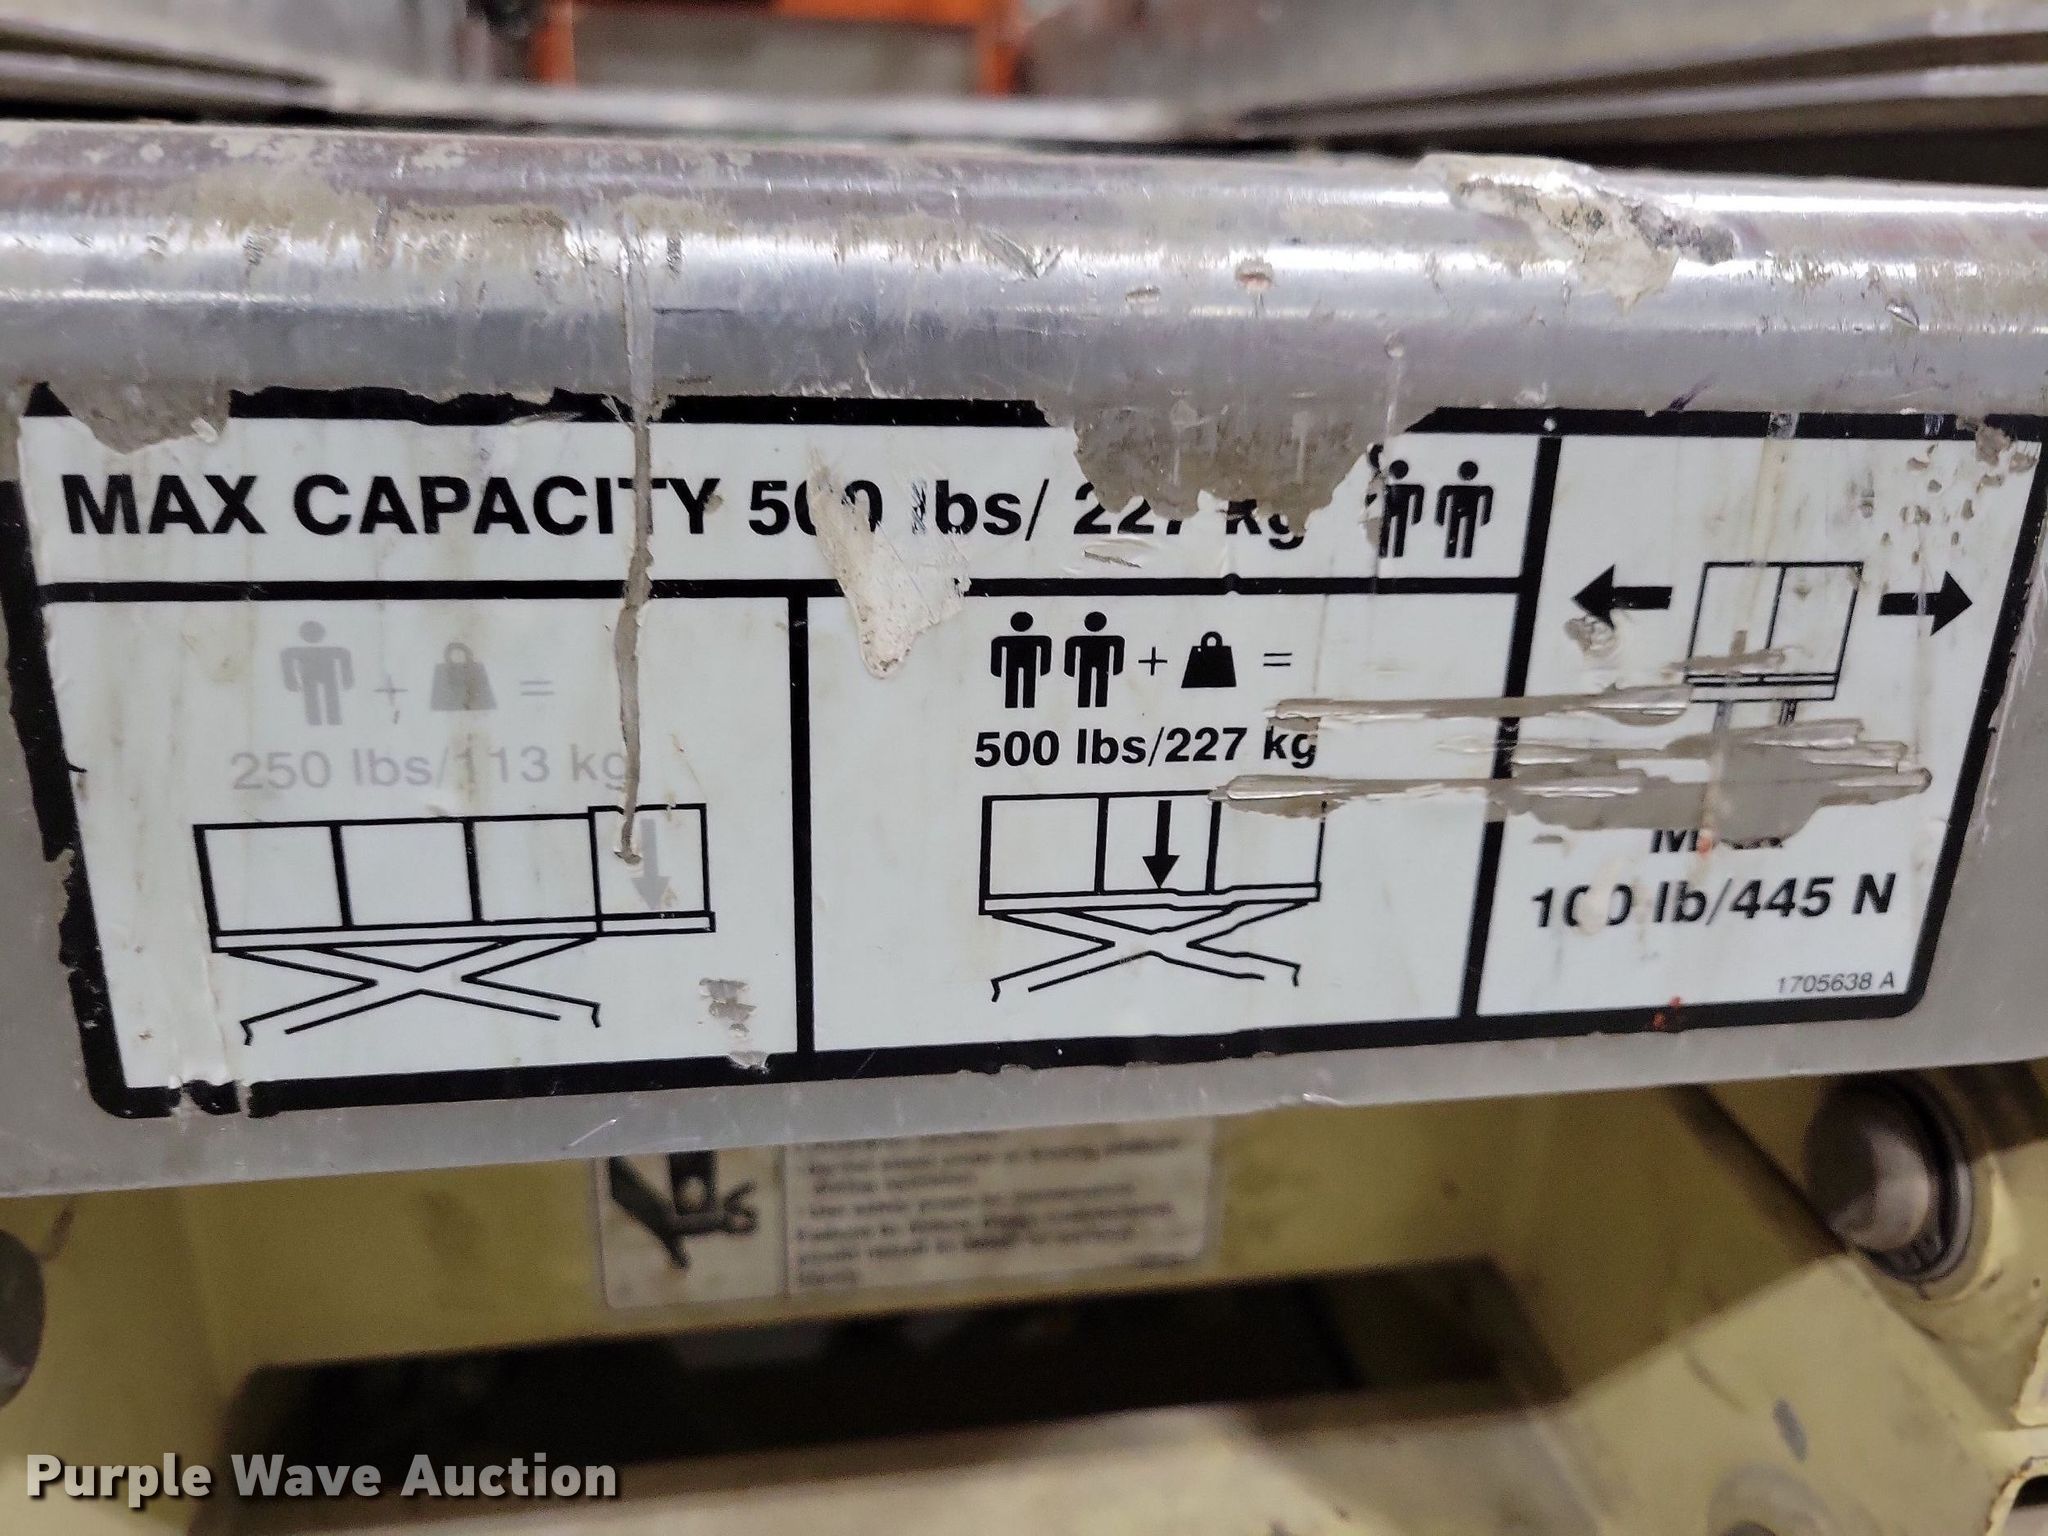 MAX CAPACITY 500 lbs/ 227 kg
+ =
250 lbs/113 kg
+ =
500 lbs/227 kg
100 lb/445 N
1705638 A
Purple Wave Auction